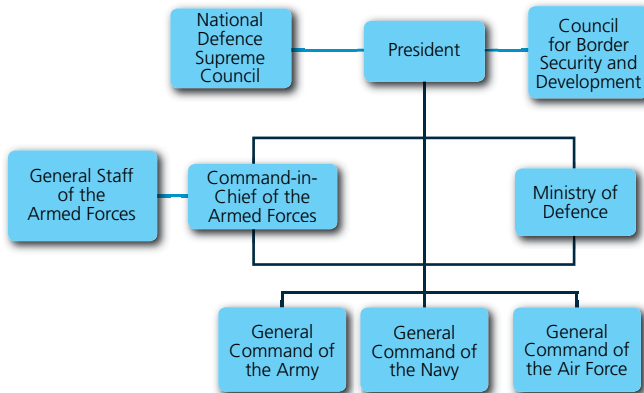 National
Defence
Supreme
Council
President
Council
for Border
Security and
Development
General Staff
of the
Armed Forces
Command-in-
Chief of the
Armed Forces
Ministry of
Defence
General
Command of
the Army
General
Command of
the Navy
General
Command of
the Air Force